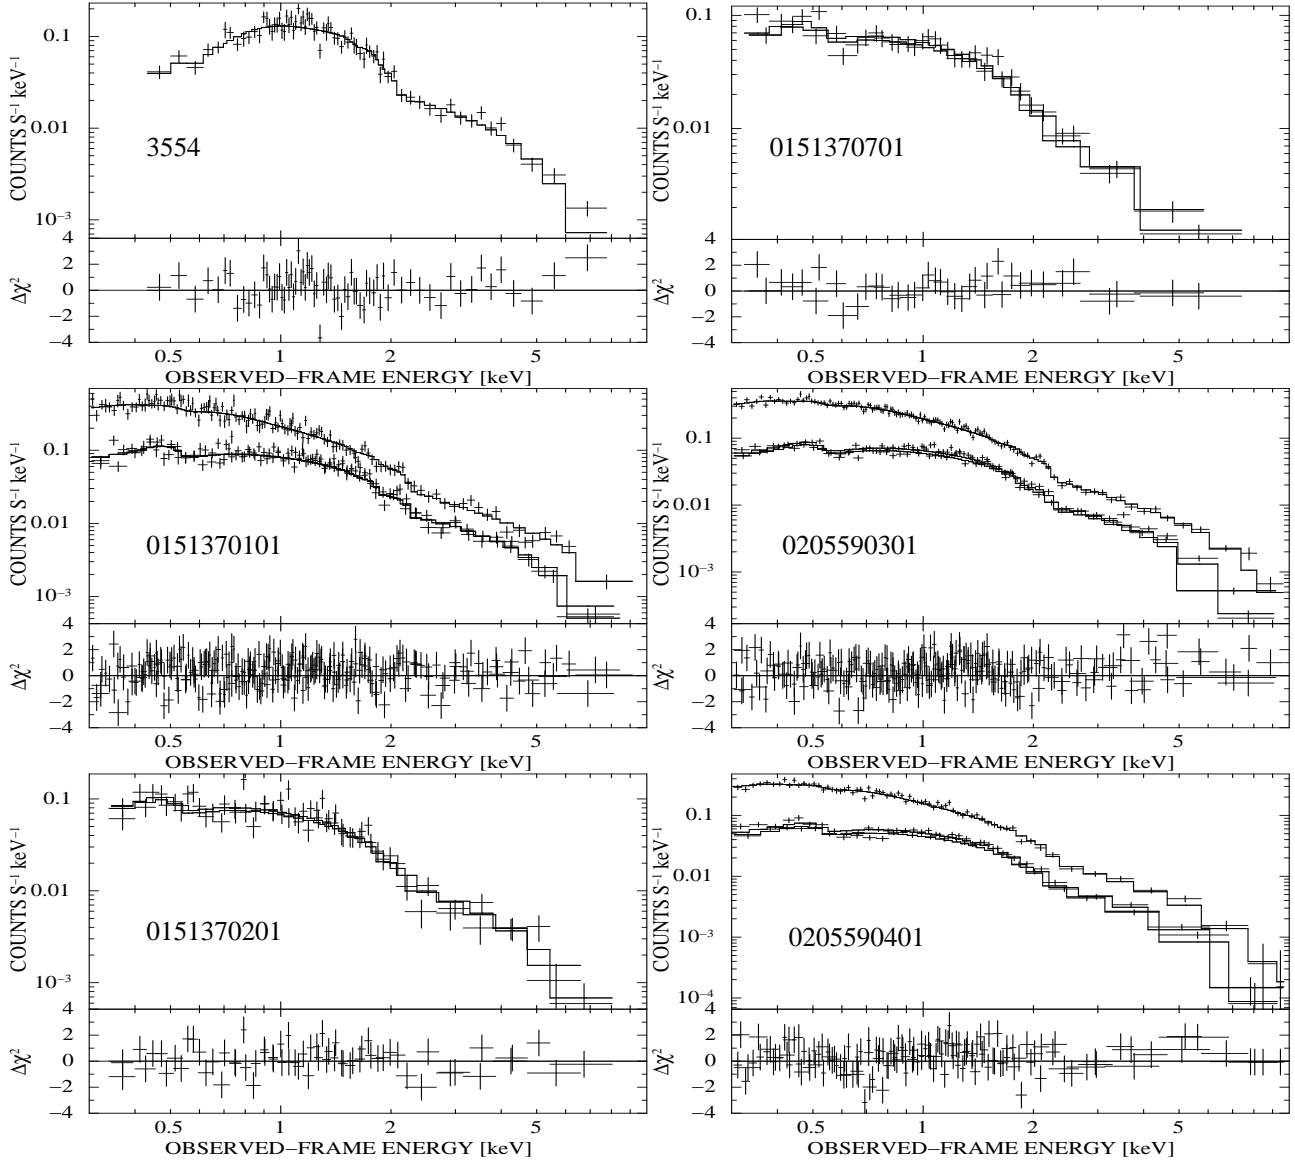 COUNTS S⁻¹ keV⁻¹
0.1
0.01
10⁻³
3554
4
2
0
−2
−4
Δχ²
0.5 1 2 5
OBSERVED−FRAME ENERGY [keV]
COUNTS S⁻¹ keV⁻¹
0.1
0.01
0151370701
4
2
0
−2
−4
Δχ²
0.5 1 2 5
OBSERVED−FRAME ENERGY [keV]
COUNTS S⁻¹ keV⁻¹
0.1
0.01
10⁻³
0151370101
4
2
0
−2
−4
Δχ²
0.5 1 2 5
OBSERVED−FRAME ENERGY [keV]
COUNTS S⁻¹ keV⁻¹
0.1
0.01
10⁻³
0205590301
4
2
0
−2
−4
Δχ²
0.5 1 2 5
OBSERVED−FRAME ENERGY [keV]
COUNTS S⁻¹ keV⁻¹
0.1
0.01
10⁻³
0151370201
4
2
0
−2
−4
Δχ²
0.5 1 2 5
OBSERVED−FRAME ENERGY [keV]
COUNTS S⁻¹ keV⁻¹
0.1
0.01
10⁻³
10⁻⁴
0205590401
4
2
0
−2
−4
Δχ²
0.5 1 2 5
OBSERVED−FRAME ENERGY [keV]